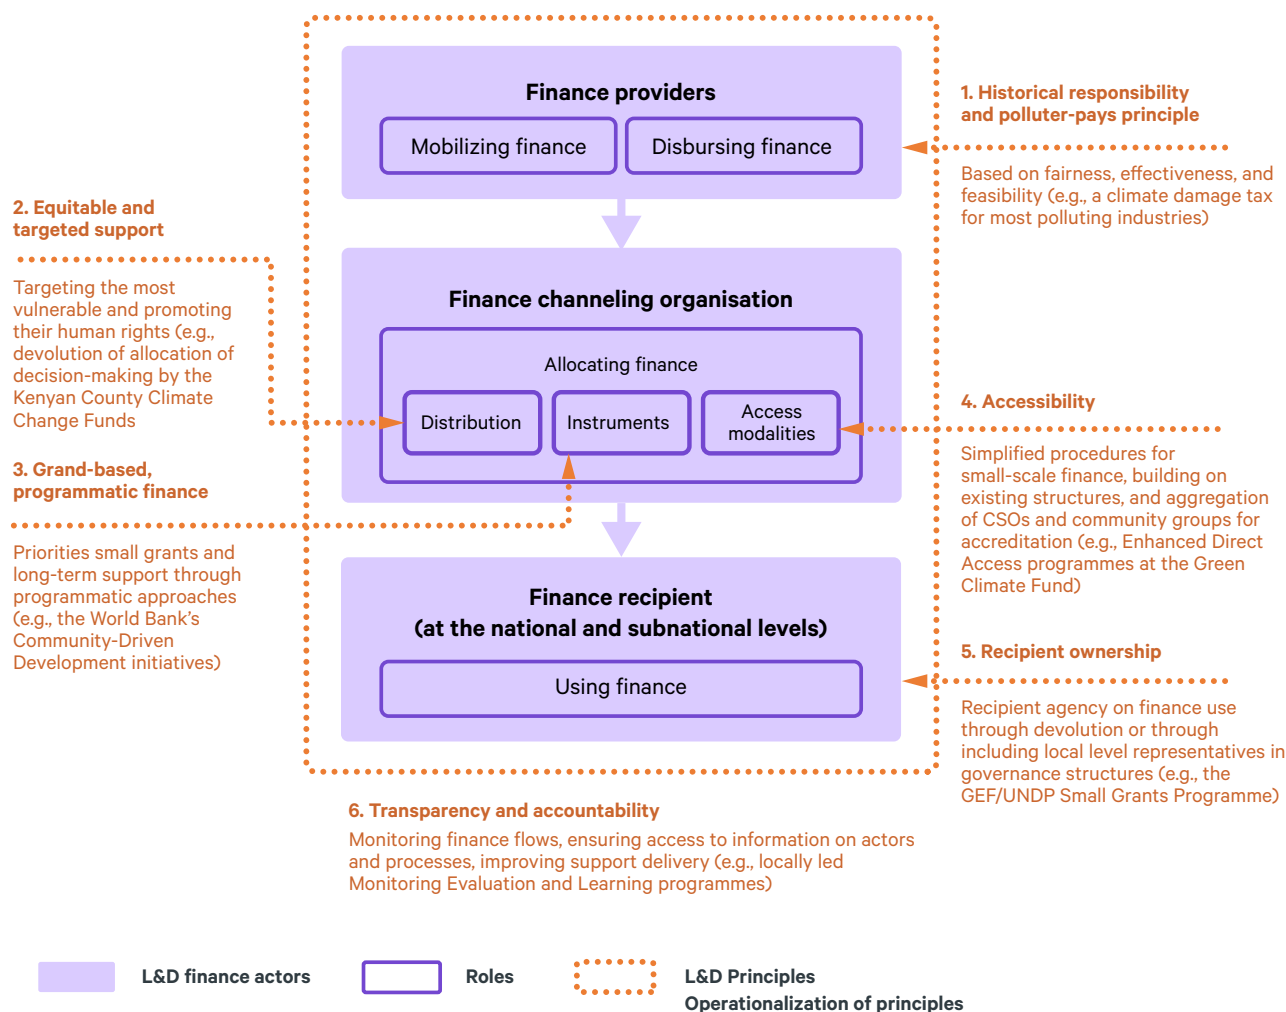 Finance providers
Mobilizing finance
Disbursing finance
1. Historical responsibility
and polluter-pays principle
Based on fairness, effectiveness, and
feasibility (e.g., a climate damage tax
for most polluting industries)
2. Equitable and
targeted support
Targeting the most
vulnerable and promoting
their human rights (e.g.,
devolution of allocation of
decision-making by the
Kenyan County Climate
Change Funds
Finance channeling organisation
Allocating finance
Distribution
Instruments
Access
modalities
3. Grand-based,
programmatic finance
Priorities small grants and
long-term support through
programmatic approaches
(e.g., the World Bank’s
Community-Driven
Development initiatives)
4. Accessibility
Simplified procedures for
small-scale finance, building on
existing structures, and aggregation
of CSOs and community groups for
accreditation (e.g., Enhanced Direct
Access programmes at the Green
Climate Fund)
Finance recipient
(at the national and subnational levels)
Using finance
5. Recipient ownership
Recipient agency on finance use
through devolution or through
including local level representatives in
governance structures (e.g., the
GEF/UNDP Small Grants Programme)
6. Transparency and accountability
Monitoring finance flows, ensuring access to information on actors
and processes, improving support delivery (e.g., locally led
Monitoring Evaluation and Learning programmes)
L&D finance actors
Roles
L&D Principles
Operationalization of principles